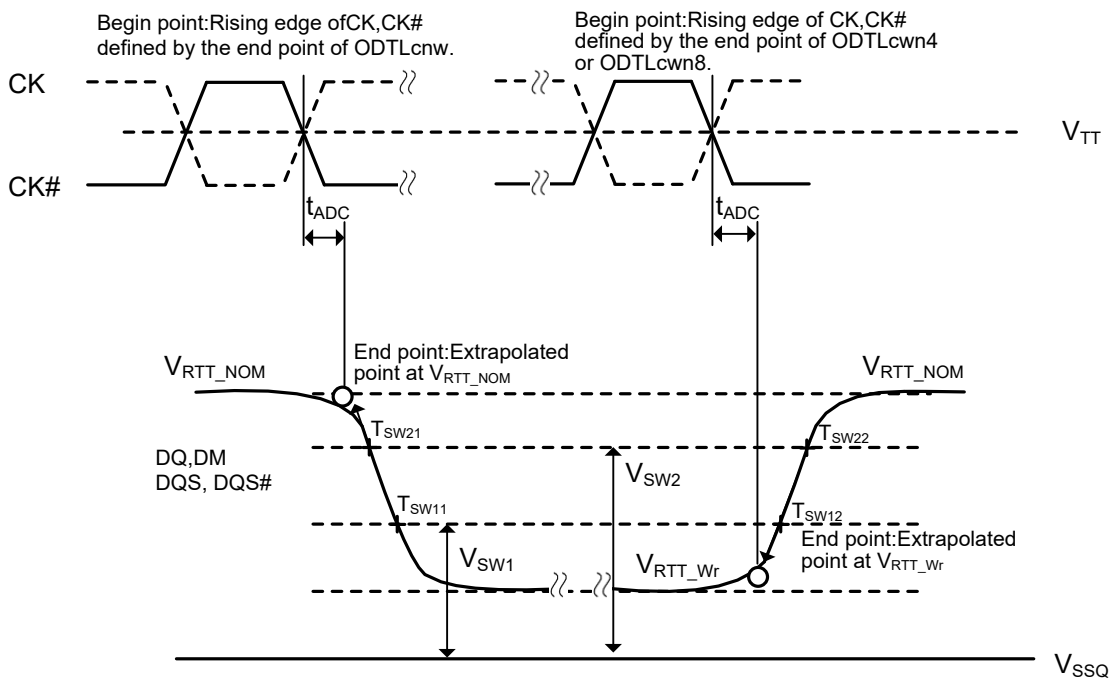 Begin point:Rising edge ofCK,CK#
defined by the end point of ODTLcnw.
Begin point:Rising edge of CK,CK#
defined by the end point of ODTLcwn4
or ODTLcwn8.
CK
VTT
CK#
tADC
tADC
End point:Extrapolated
point at VRTT_NOM
VRTT_NOM
VRTT_NOM
TSW21
TSW22
DQ,DM
DQS, DQS#
VSW2
TSW11
TSW12
End point:Extrapolated
point at VRTT_Wr
VSW1
VRTT_Wr
VSSQ